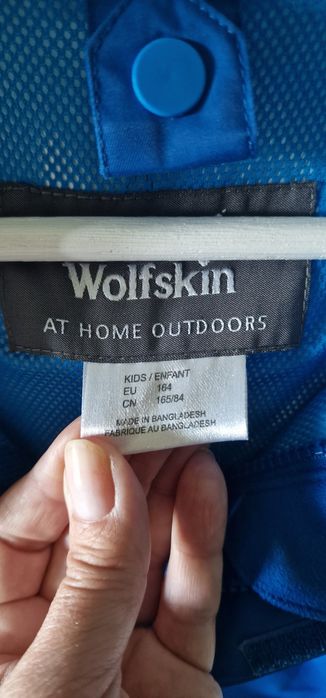 Wolfskin
AT HOME OUTDOORS
KIDS / ENFANT
EU 164
CN 165/84
MADE IN BANGLADESH
FABRIQUE AU BANGLADESH